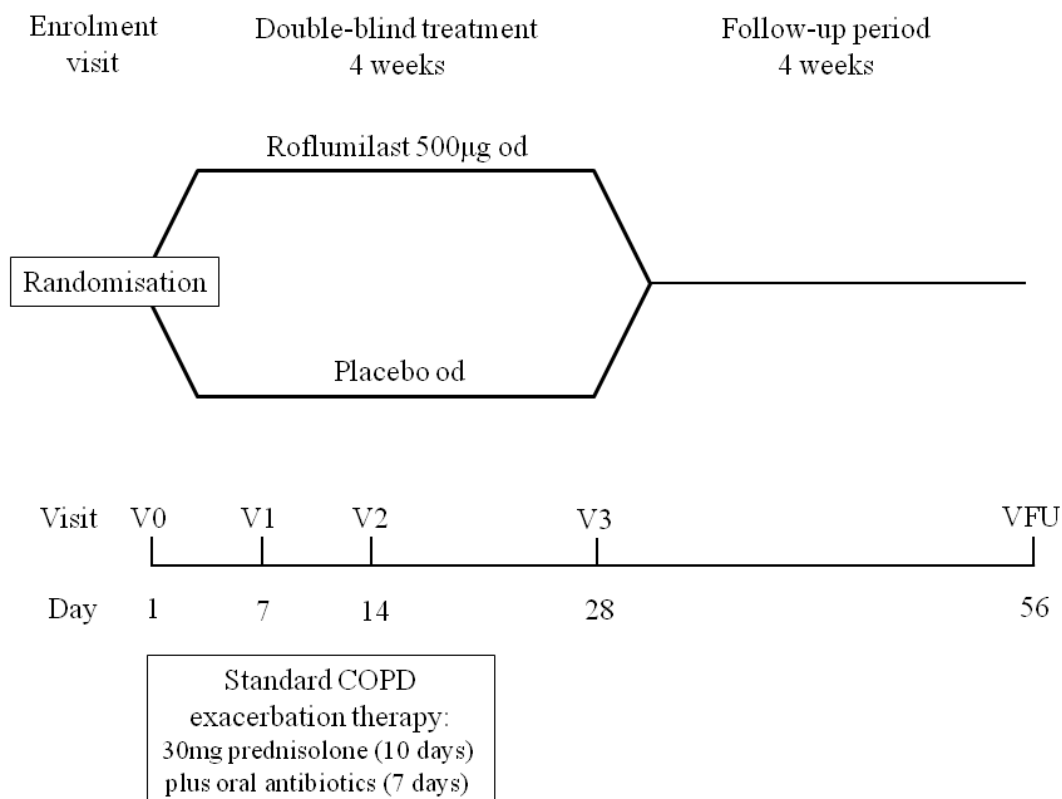 Enrolment
visit
Double-blind treatment
4 weeks
Follow-up period
4 weeks
Roflumilast 500µg od
Randomisation
Placebo od
Visit V0 V1 V2 V3 VFU
Day 1 7 14 28 56
Standard COPD
exacerbation therapy:
30mg prednisolone (10 days)
plus oral antibiotics (7 days)